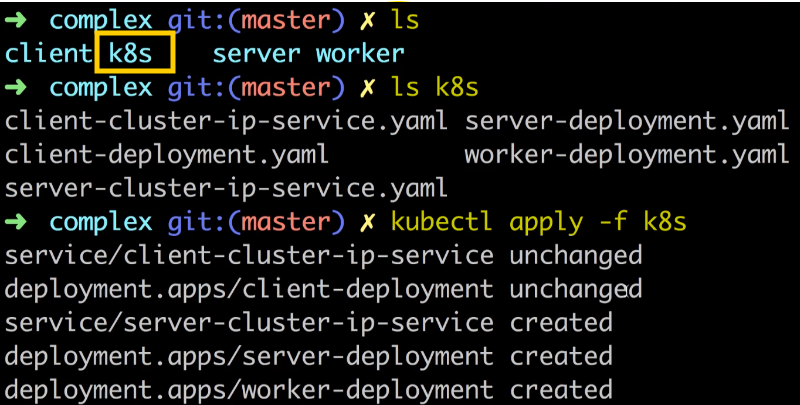 ➜ complex git:(master) ✗ ls
client k8s server worker
➜ complex git:(master) ✗ ls k8s
client-cluster-ip-service.yaml server-deployment.yaml
client-deployment.yaml worker-deployment.yaml
server-cluster-ip-service.yaml
➜ complex git:(master) ✗ kubectl apply -f k8s
service/client-cluster-ip-service unchanged
deployment.apps/client-deployment unchanged
service/server-cluster-ip-service created
deployment.apps/server-deployment created
deployment.apps/worker-deployment created